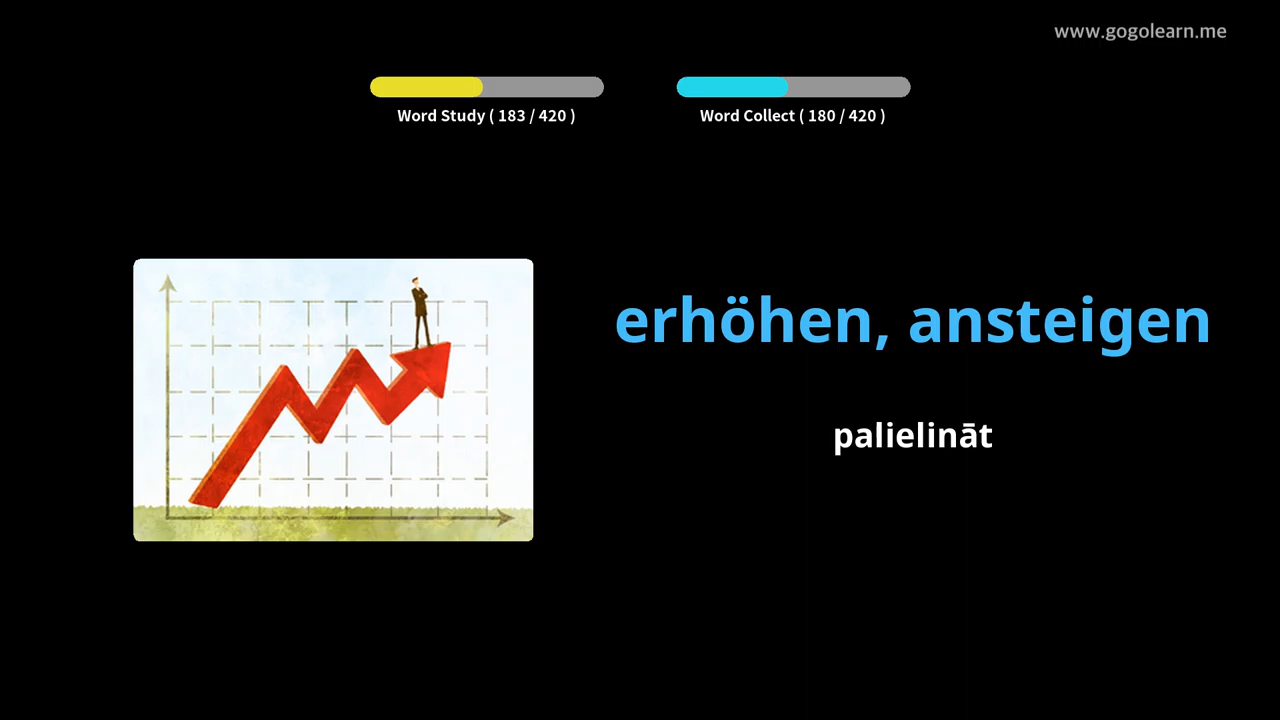 www.gogolearn.me
Word Study ( 183 / 420 )
Word Collect ( 180 / 420 )
erhöhen, ansteigen
palielināt